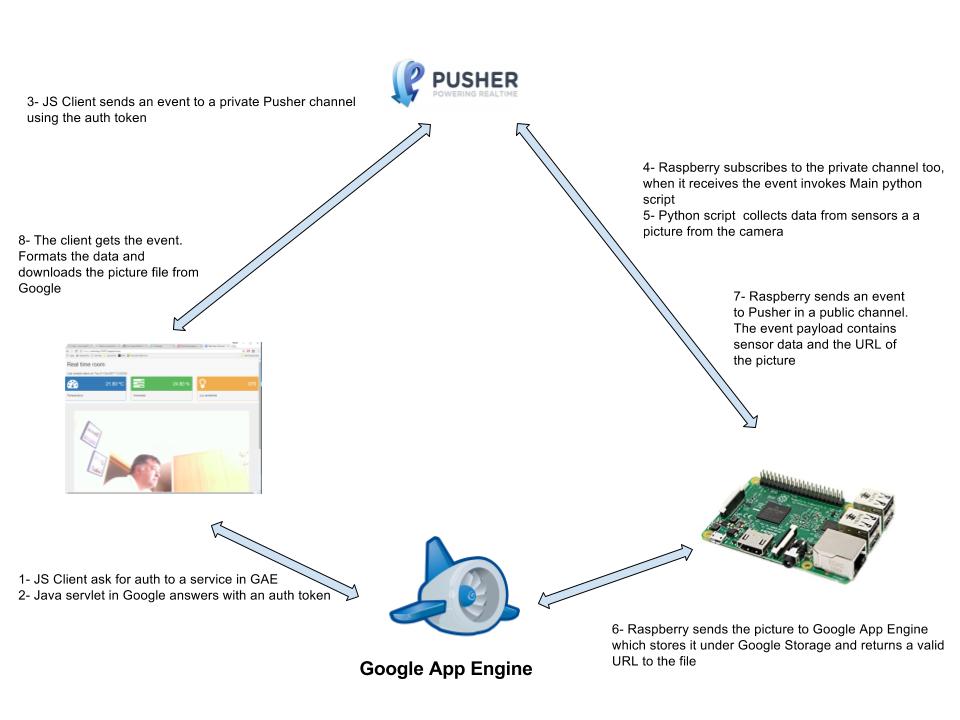 PUSHER
POWERING REALTIME
3- JS Client sends an event to a private Pusher channel
using the auth token
4- Raspberry subscribes to the private channel too,
when it receives the event invokes Main python
script
5- Python script collects data from sensors a a
picture from the camera
8- The client gets the event.
Formats the data and
downloads the picture file from
Google
7- Raspberry sends an event
to Pusher in a public channel.
The event payload contains
sensor data and the URL of
the picture
Real time room
1- JS Client ask for auth to a service in GAE
2- Java servlet in Google answers with an auth token
6- Raspberry sends the picture to Google App Engine
which stores it under Google Storage and returns a valid
URL to the file
Google App Engine